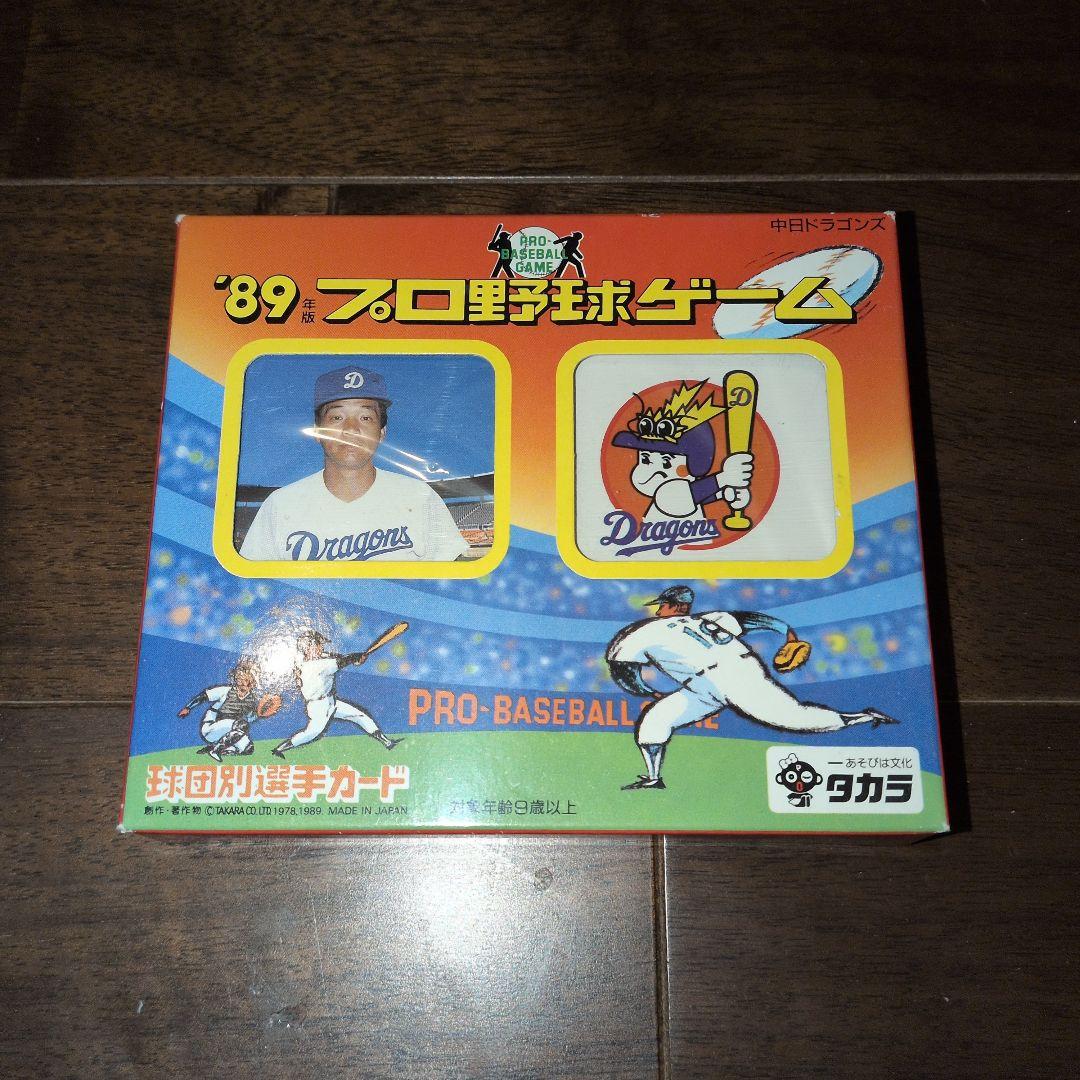 中日ドラゴンズ
PRO-
BASEBALL
GAME
'89年版 プロ野球ゲーム
D
Dragons
D
Dragons
PRO-BASEBALL
球団別選手カード
創作・著作物 ©TAKARA CO.,LTD. 1978, 1989. MADE IN JAPAN
対象年齢9歳以上
—あそびは文化
タカラ